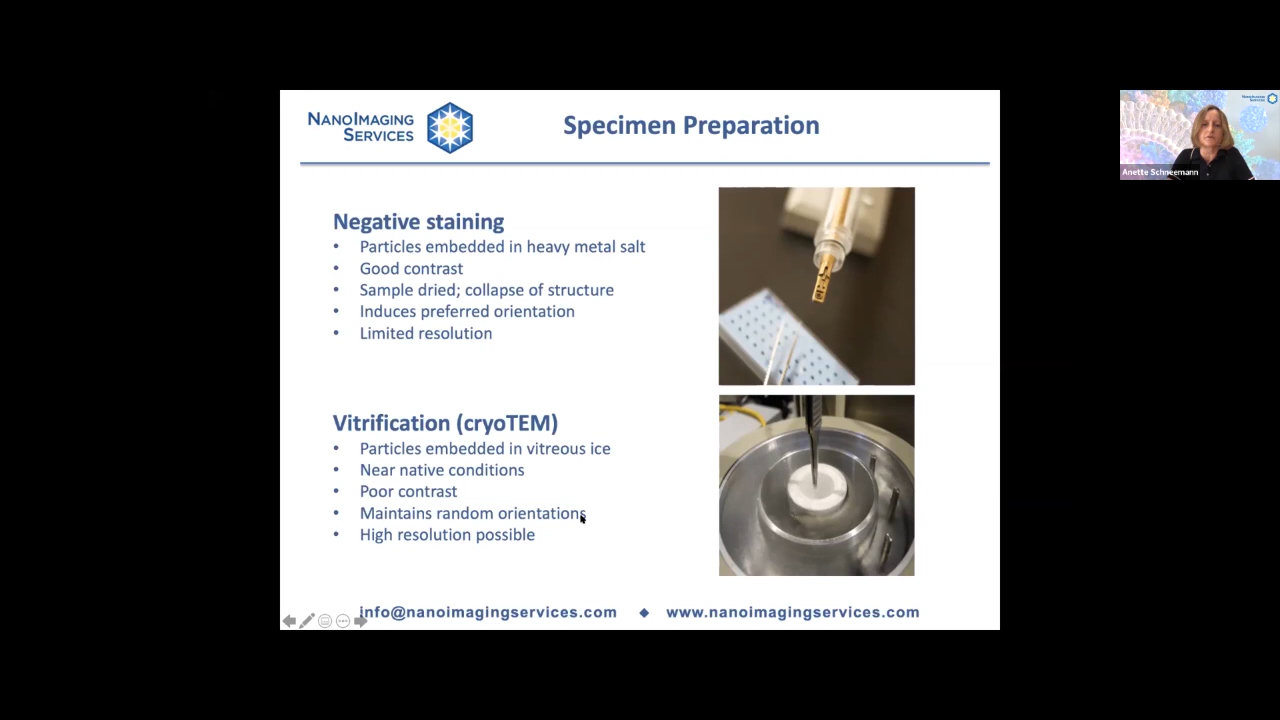 NANOIMAGING
SERVICES
Specimen Preparation
Negative staining
• Particles embedded in heavy metal salt
• Good contrast
• Sample dried; collapse of structure
• Induces preferred orientation
• Limited resolution
Vitrification (cryoTEM)
• Particles embedded in vitreous ice
• Near native conditions
• Poor contrast
• Maintains random orientations
• High resolution possible
info@nanoimagingservices.com ◆ www.nanoimagingservices.com
NANOIMAGING
SERVICES
Anette Schneemann